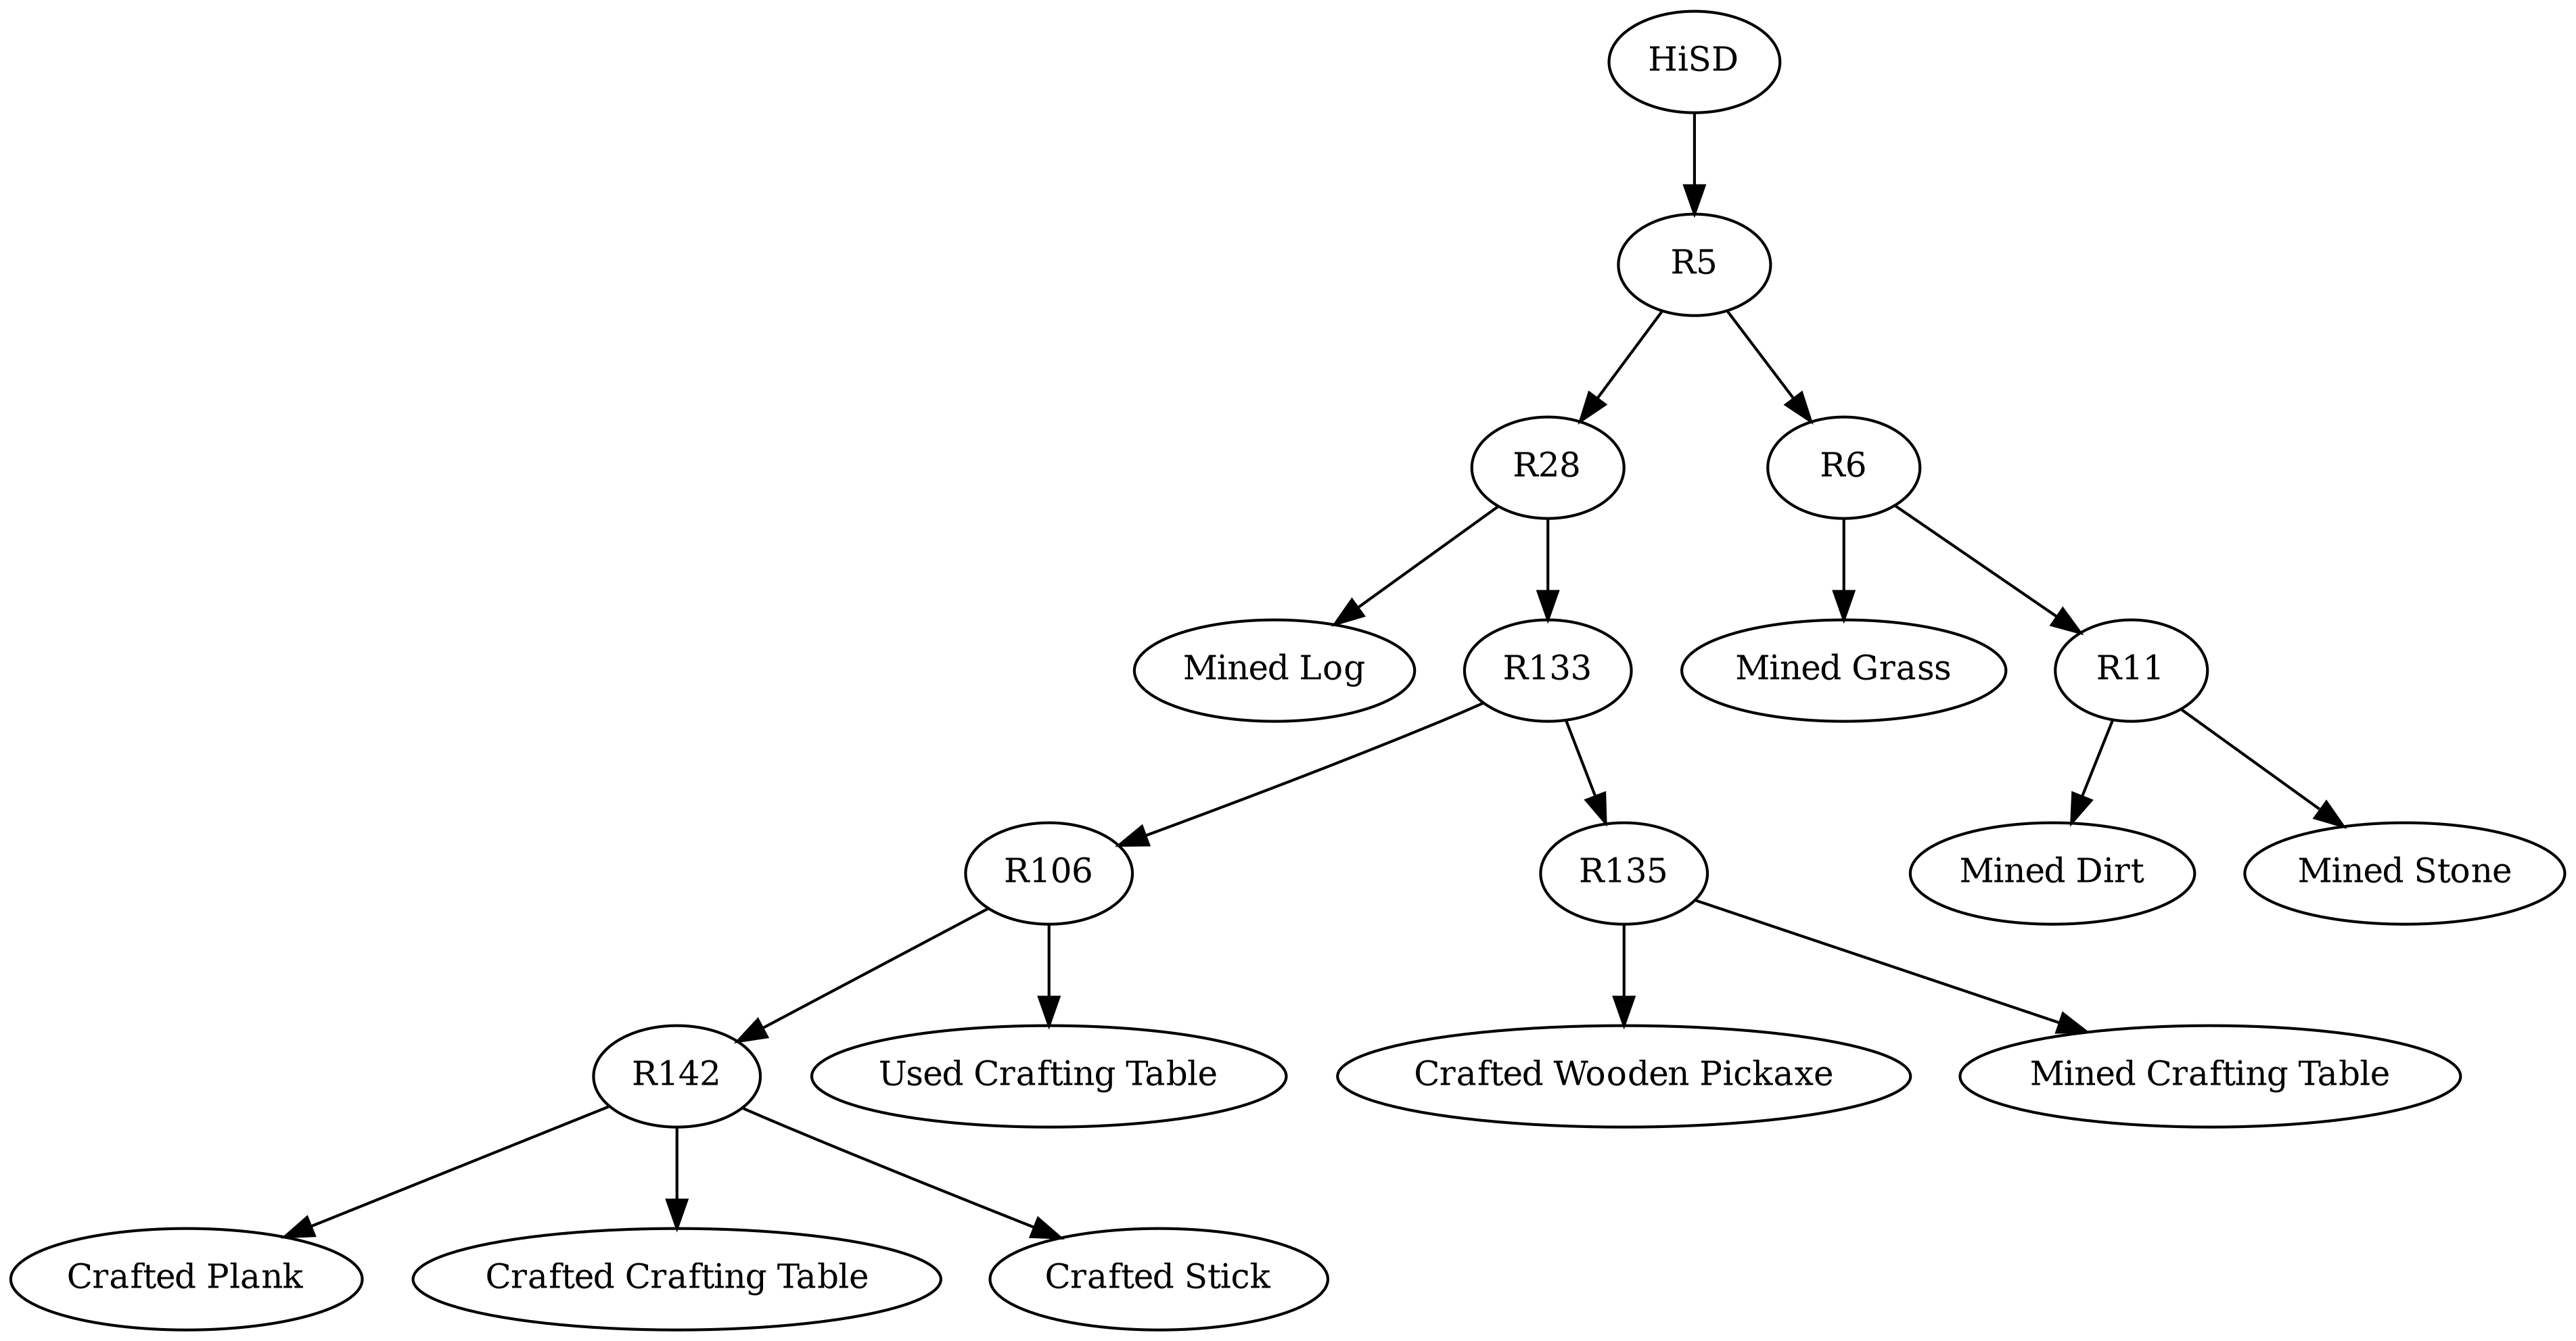 HiSD
R5
R28
R6
Mined Log
R133
Mined Grass
R11
R106
R135
Mined Dirt
Mined Stone
R142
Used Crafting Table
Crafted Wooden Pickaxe
Mined Crafting Table
Crafted Plank
Crafted Crafting Table
Crafted Stick